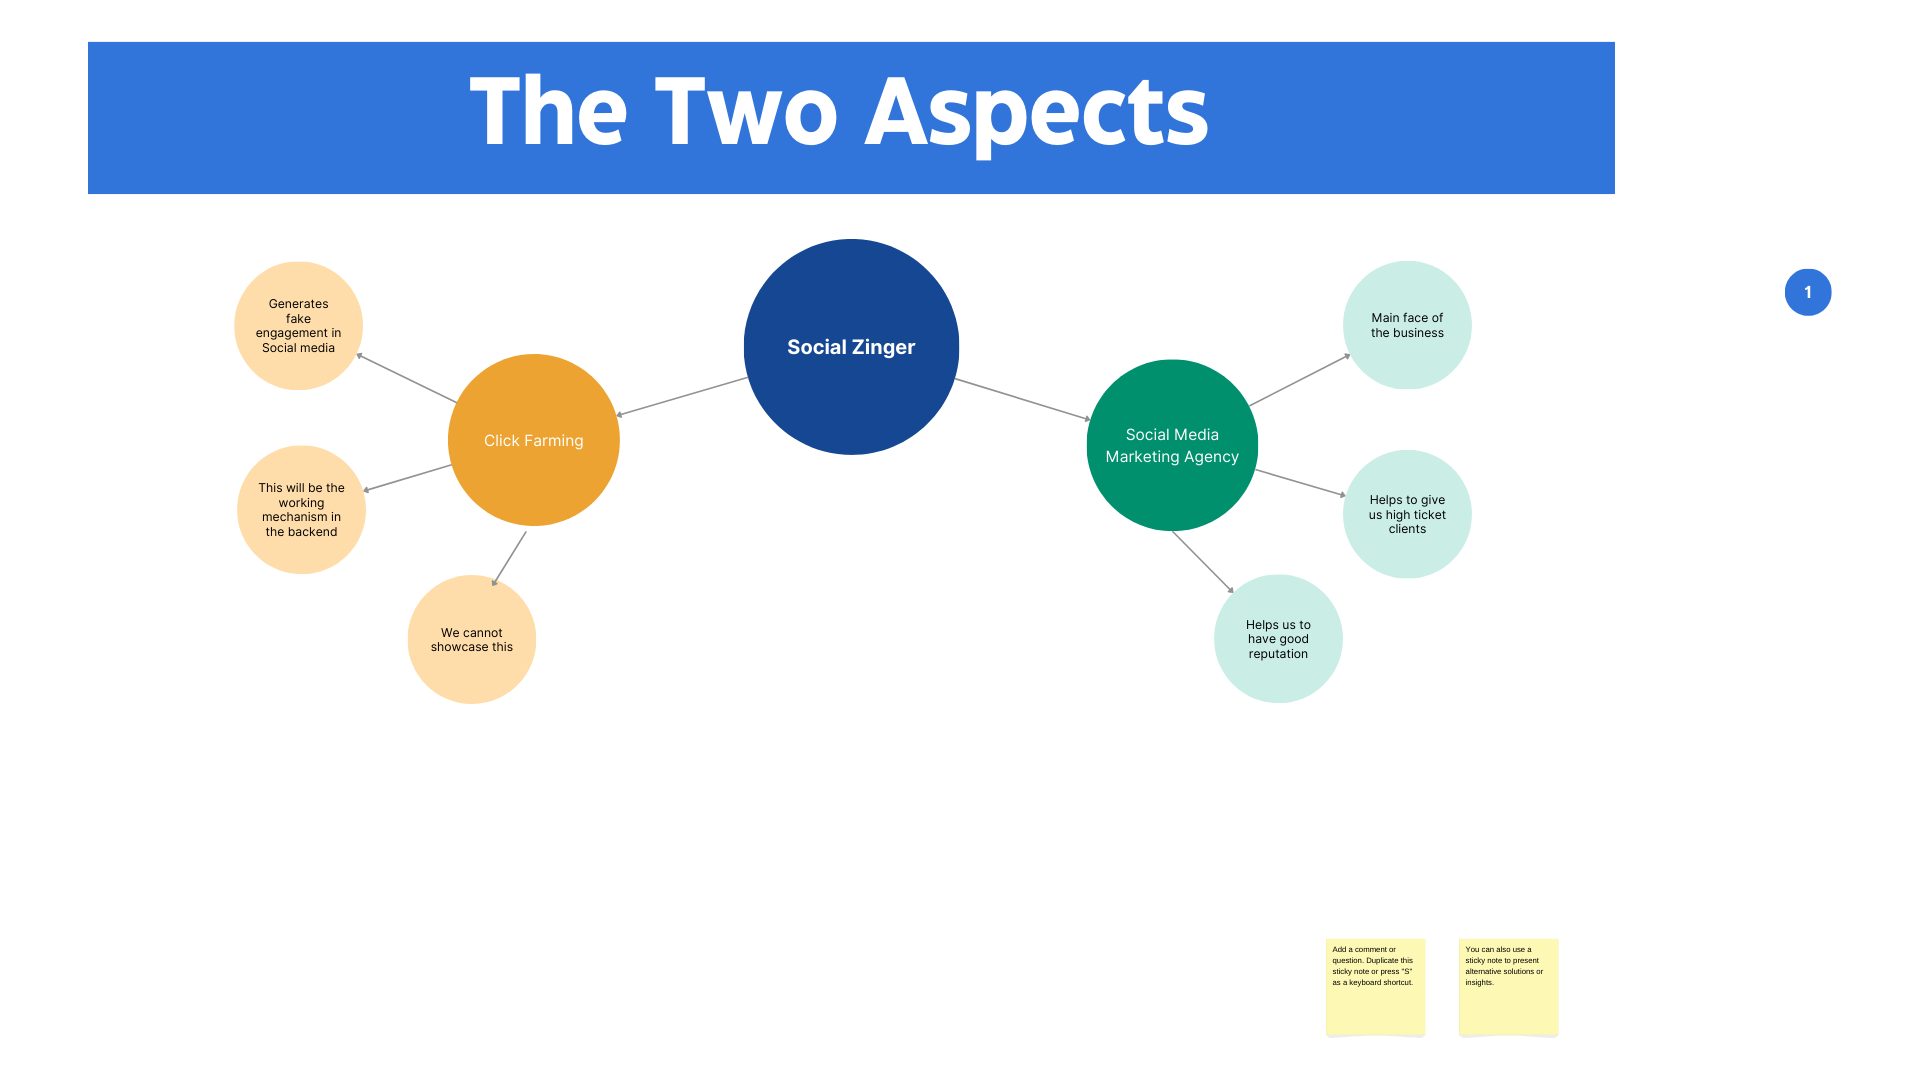 The Two Aspects
Social Zinger
1
Click Farming
Generates
fake
engagement in
Social media
This will be the
working
mechanism in
the backend
We cannot
showcase this
Social Media
Marketing Agency
Main face of
the business
Helps to give
us high ticket
clients
Helps us to
have good
reputation
Add a comment or
question. Duplicate this
sticky note or press "S"
as a keyboard shortcut.
You can also use a
sticky note to present
alternative solutions or
insights.